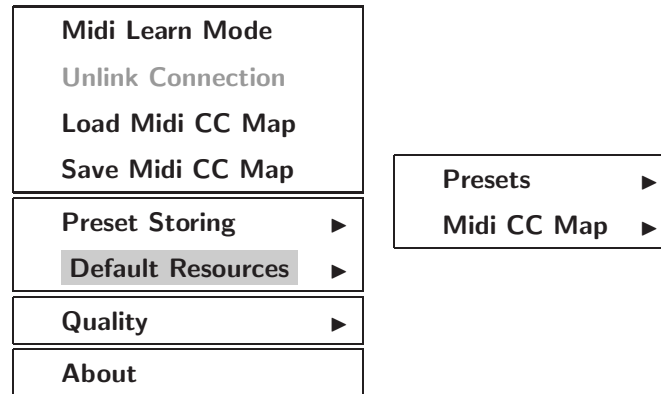 Midi Learn Mode
Unlink Connection
Load Midi CC Map
Save Midi CC Map
Preset Storing ►
Default Resources ►
Quality ►
About
Presets ►
Midi CC Map ►